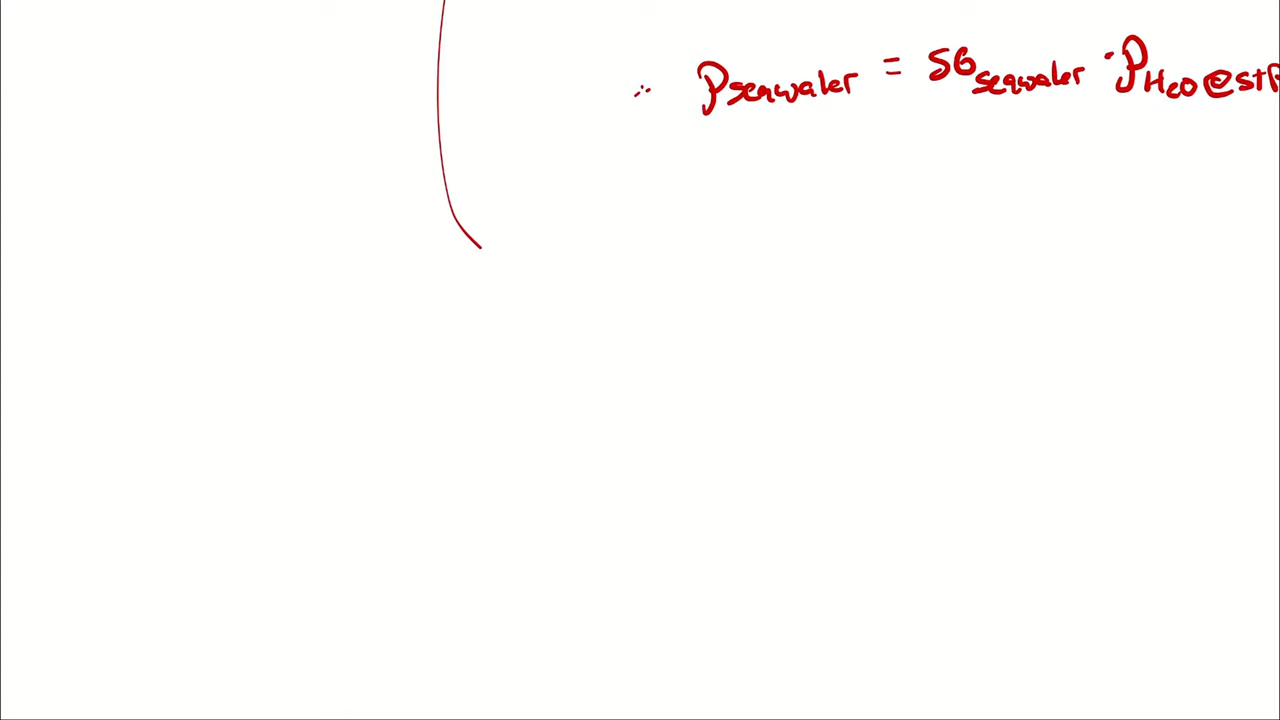 ∴ ρseawater = SGseawater · ρH2O@STP